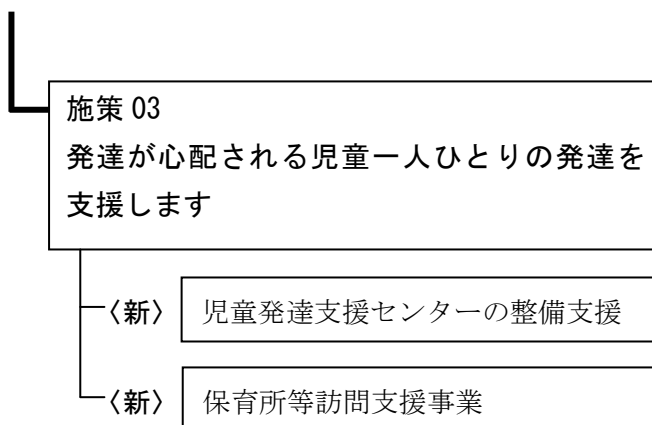 施策 03
発達が心配される児童一人ひとりの発達を
支援します
〈新〉 児童発達支援センターの整備支援
〈新〉 保育所等訪問支援事業